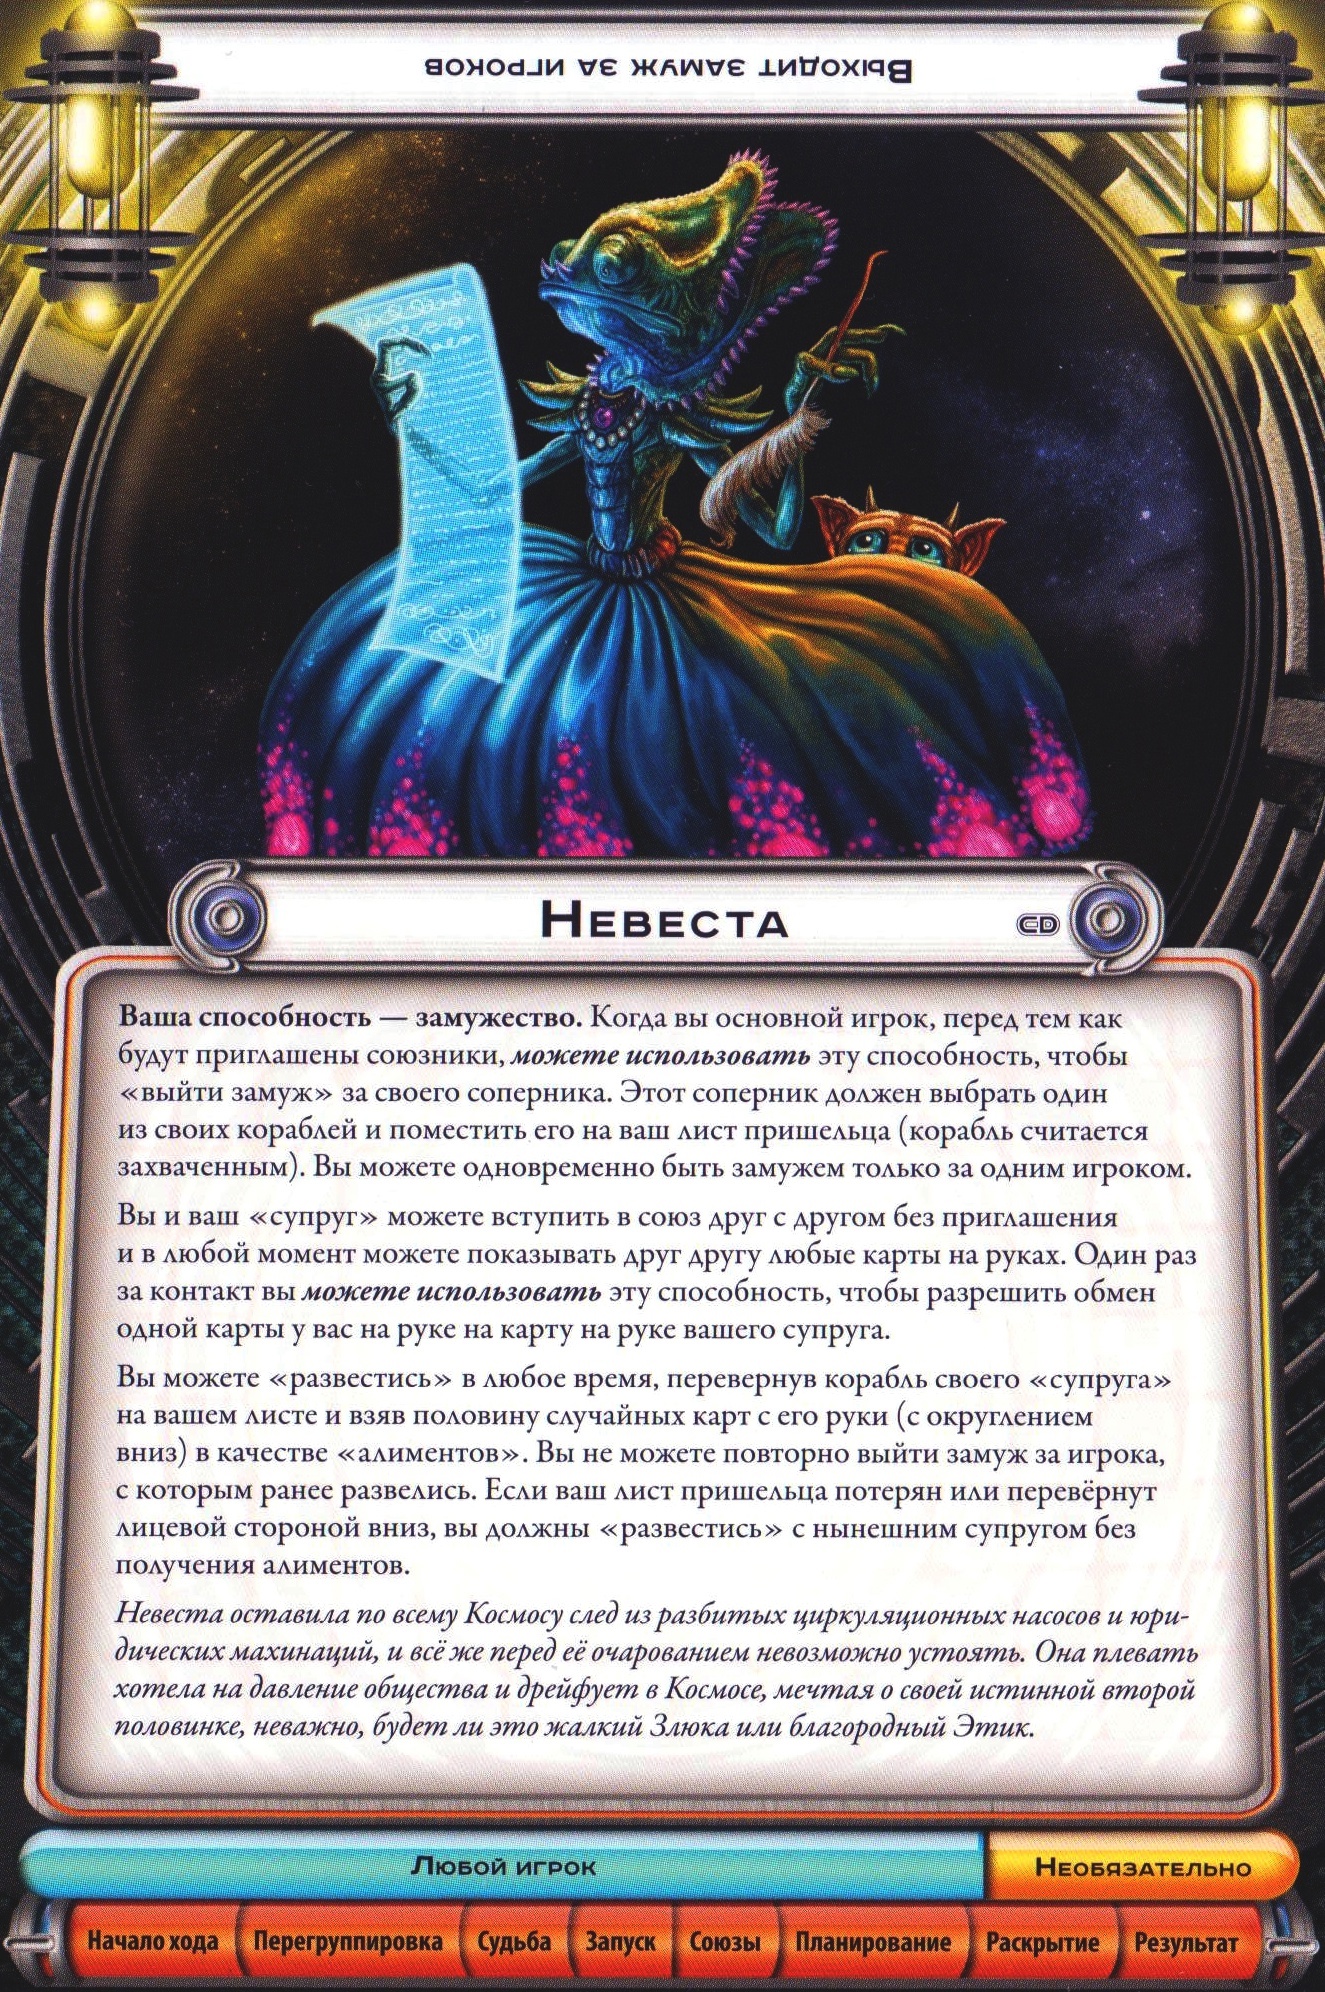 Выходит замуж за игроков
Невеста
CD
Ваша способность — замужество. Когда вы основной игрок, перед тем как
будут приглашены союзники, можете использовать эту способность, чтобы
«выйти замуж» за своего соперника. Этот соперник должен выбрать один
из своих кораблей и поместить его на ваш лист пришельца (корабль считается
захваченным). Вы можете одновременно быть замужем только за одним игроком.
Вы и ваш «супруг» можете вступить в союз друг с другом без приглашения
и в любой момент можете показывать друг другу любые карты на руках. Один раз
за контакт вы можете использовать эту способность, чтобы разрешить обмен
одной карты у вас на руке на карту на руке вашего супруга.
Вы можете «развестись» в любое время, перевернув корабль своего «супруга»
на вашем листе и взяв половину случайных карт с его руки (с округлением
вниз) в качестве «алиментов». Вы не можете повторно выйти замуж за игрока,
с которым ранее развелись. Если ваш лист пришельца потерян или перевёрнут
лицевой стороной вниз, вы должны «развестись» с нынешним супругом без
получения алиментов.
Невеста оставила по всему Космосу след из разбитых циркуляционных насосов и юри-
дических махинаций, и всё же перед её очарованием невозможно устоять. Она плевать
хотела на давление общества и дрейфует в Космосе, мечтая о своей истинной второй
половинке, неважно, будет ли это жалкий Злюка или благородный Этик.
Любой игрок Необязательно
Начало хода Перегруппировка Судьба Запуск Союзы Планирование Раскрытие Результат